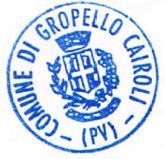 COMUNE DI GROPELLO CAIROLI
- (PV) -